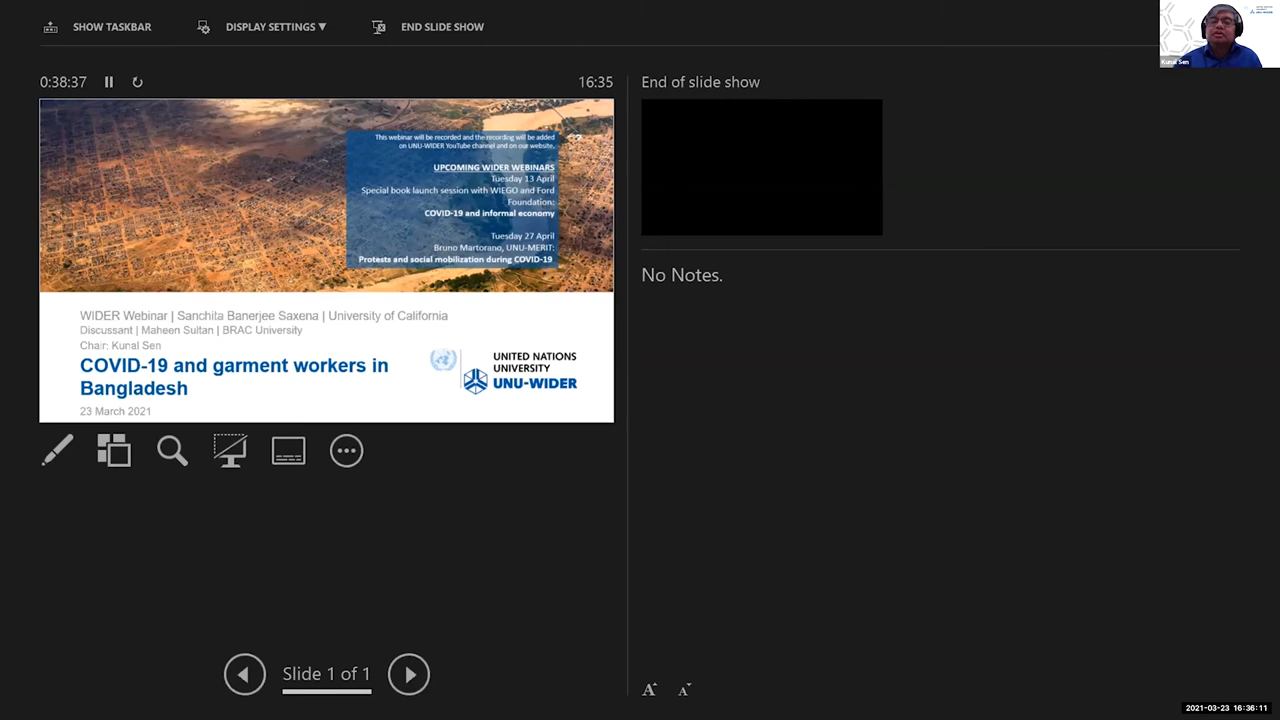 SHOW TASKBAR
DISPLAY SETTINGS ▼
END SLIDE SHOW
Kunal Sen
0:38:37
16:35
End of slide show
This webinar will be recorded and the recording will be added
on UNU-WIDER YouTube channel and on our website.
UPCOMING WIDER WEBINARS
Tuesday 13 April
Special book launch session with WIEGO and Ford
Foundation:
COVID-19 and informal economy
Tuesday 27 April
Bruno Martorano, UNU-MERIT:
Protests and social mobilization during COVID-19
No Notes.
WIDER Webinar | Sanchita Banerjee Saxena | University of California
Discussant | Maheen Sultan | BRAC University
Chair: Kunal Sen
COVID-19 and garment workers in
Bangladesh
23 March 2021
UNITED NATIONS
UNIVERSITY
UNU-WIDER
Slide 1 of 1
A A
2021-03-23 16:36:11